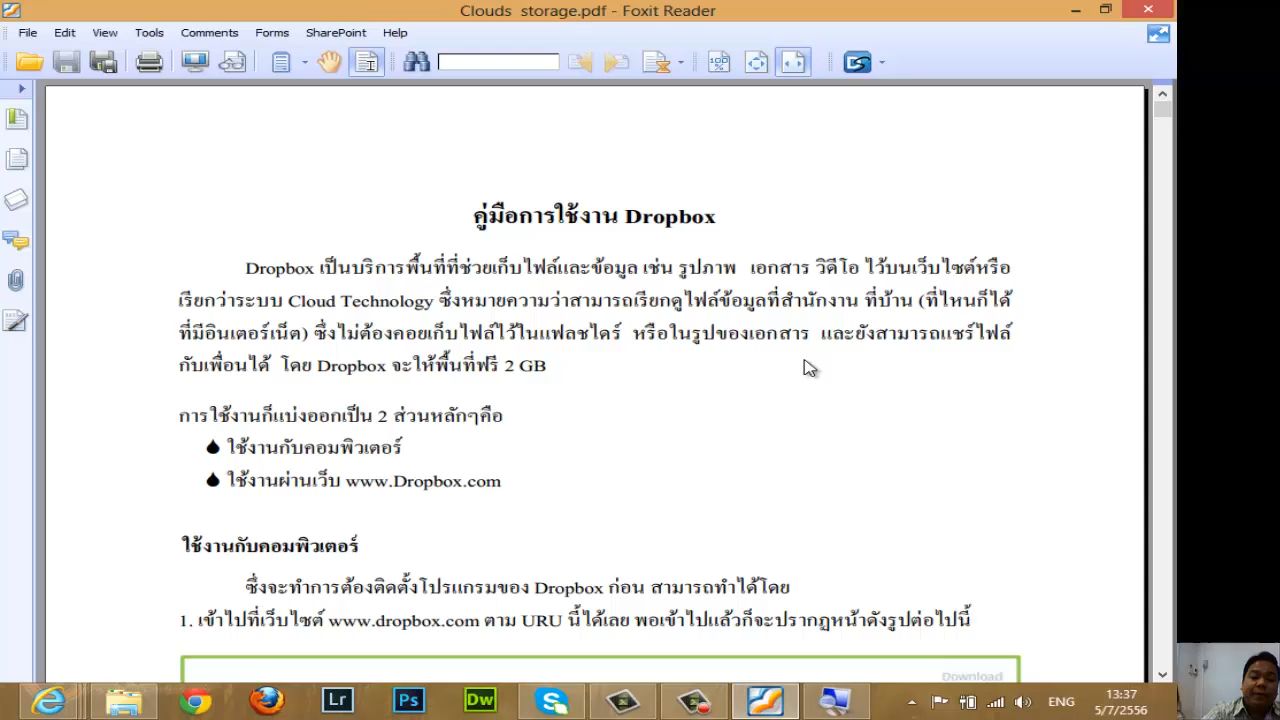 Clouds storage.pdf - Foxit Reader
File Edit View Tools Comments Forms SharePoint Help
คู่มือการใช้งาน Dropbox
Dropbox เป็นบริการพื้นที่ที่ช่วยเก็บไฟล์และข้อมูล เช่น รูปภาพ เอกสาร วิดีโอ ไว้บนเว็บไซต์หรือ
เรียกว่าระบบ Cloud Technology ซึ่งหมายความว่าสามารถเรียกดูไฟล์ข้อมูลที่สำนักงาน ที่บ้าน (ที่ไหนก็ได้
ที่มีอินเตอร์เน็ต) ซึ่งไม่ต้องคอยเก็บไฟล์ไว้ในแฟลชไดร์ หรือในรูปของเอกสาร และยังสามารถแชร์ไฟล์
กับเพื่อนได้ โดย Dropbox จะให้พื้นที่ฟรี 2 GB
การใช้งานก็แบ่งออกเป็น 2 ส่วนหลักๆคือ
ใช้งานกับคอมพิวเตอร์
ใช้งานผ่านเว็บ www.Dropbox.com
ใช้งานกับคอมพิวเตอร์
ซึ่งจะทำการต้องติดตั้งโปรแกรมของ Dropbox ก่อน สามารถทำได้โดย
1. เข้าไปที่เว็บไซต์ www.dropbox.com ตาม URU นี้ได้เลย พอเข้าไปแล้วก็จะปรากฏหน้าดังรูปต่อไปนี้
Download
Lr Ps Dw ENG 13:37
5/7/2556